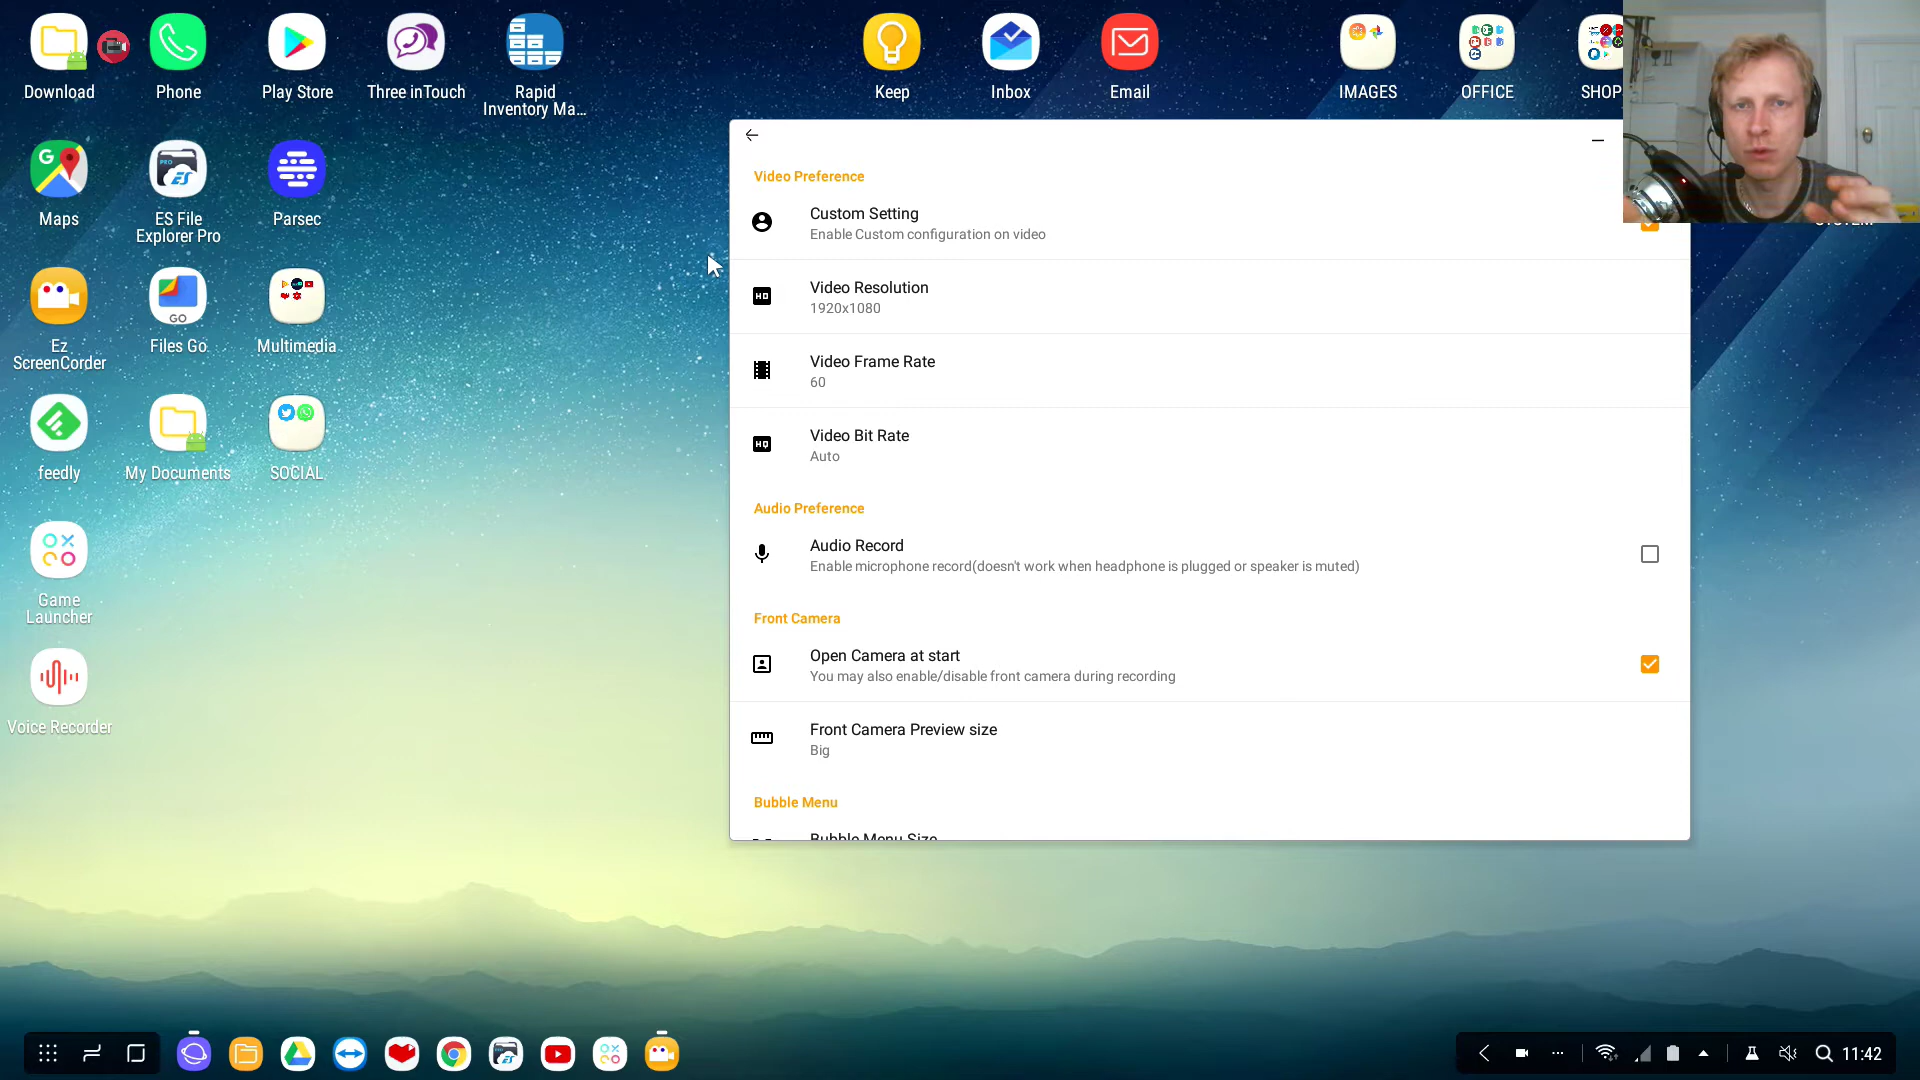 Download
Phone
Play Store
Three inTouch
Rapid
Inventory Ma...
Keep
Inbox
Email
IMAGES
OFFICE
SHOP
Maps
ES File
Explorer Pro
Parsec
Ez
ScreenCorder
Files Go
GO
Multimedia
feedly
My Documents
SOCIAL
Game
Launcher
Voice Recorder
Video Preference
Custom Setting
Enable Custom configuration on video
Video Resolution
1920x1080
Video Frame Rate
60
Video Bit Rate
Auto
Audio Preference
Audio Record
Enable microphone record(doesn't work when headphone is plugged or speaker is muted)
Front Camera
Open Camera at start
You may also enable/disable front camera during recording
Front Camera Preview size
Big
Bubble Menu
Bubble Menu Size
11:42